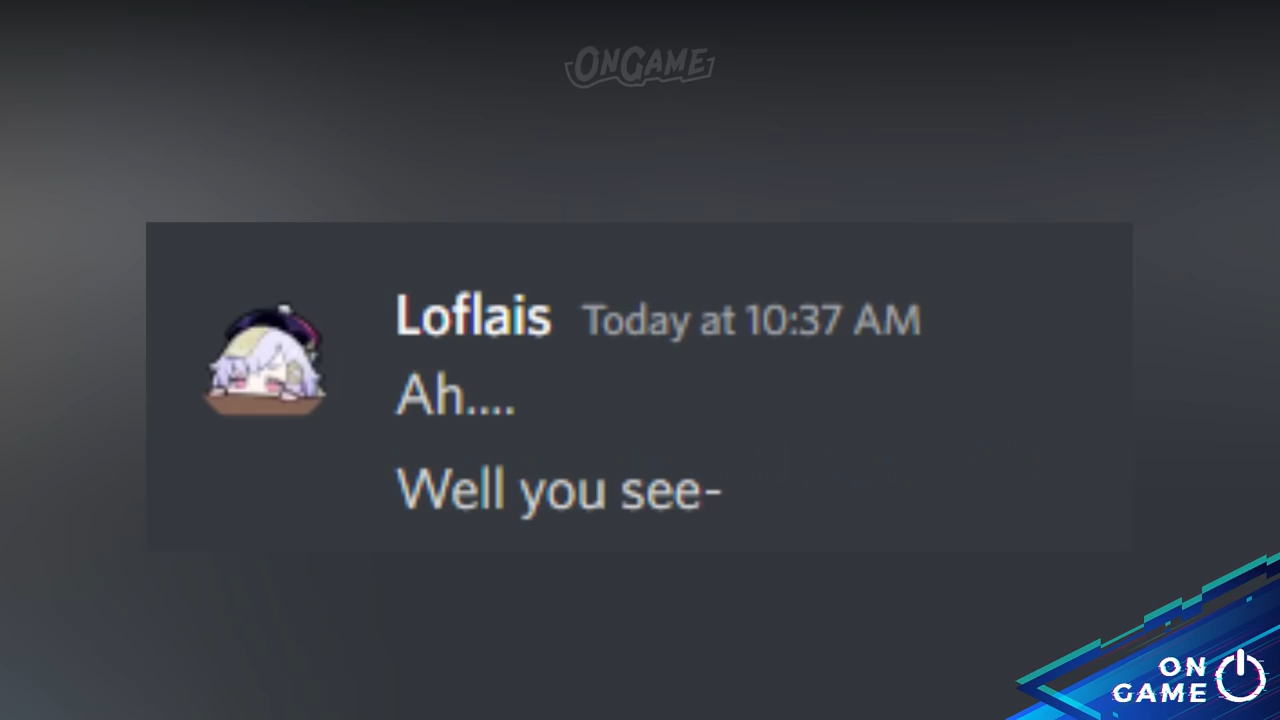 ONGAME
Loflais Today at 10:37 AM
Ah....
Well you see-
ON
GAME